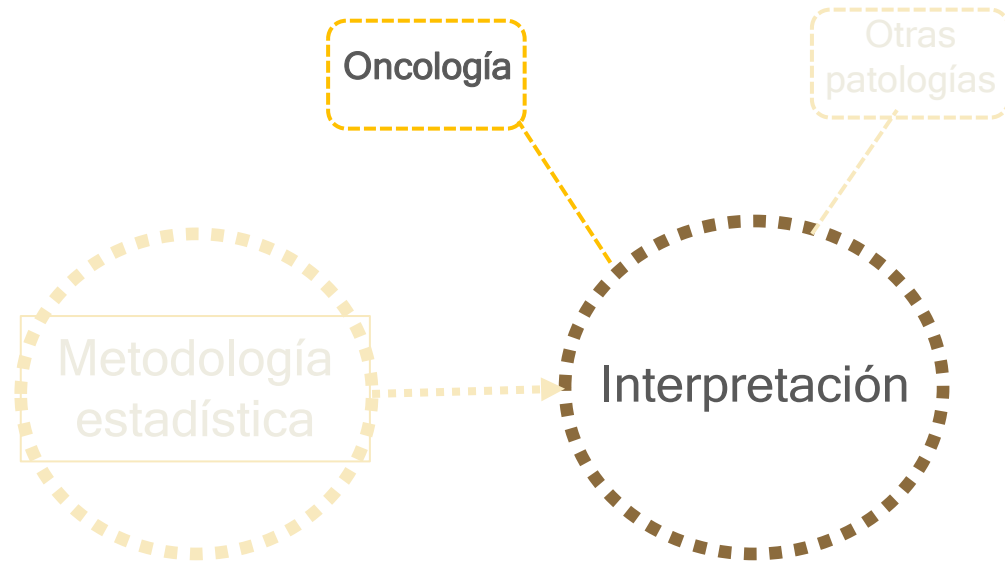 Oncología
Otras
patologías
Metodología
estadística
Interpretación